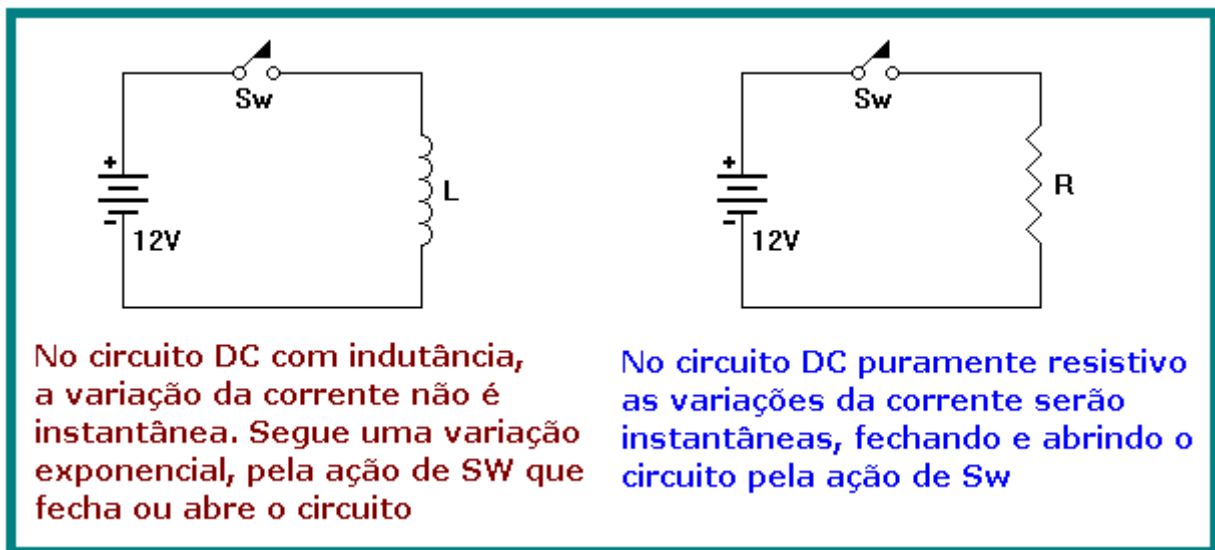 Sw
+
L
-
12V
Sw
+
R
-
12V
No circuito DC com indutância,
a variação da corrente não é
instantânea. Segue uma variação
exponencial, pela ação de SW que
fecha ou abre o circuito
No circuito DC puramente resistivo
as variações da corrente serão
instantâneas, fechando e abrindo o
circuito pela ação de Sw